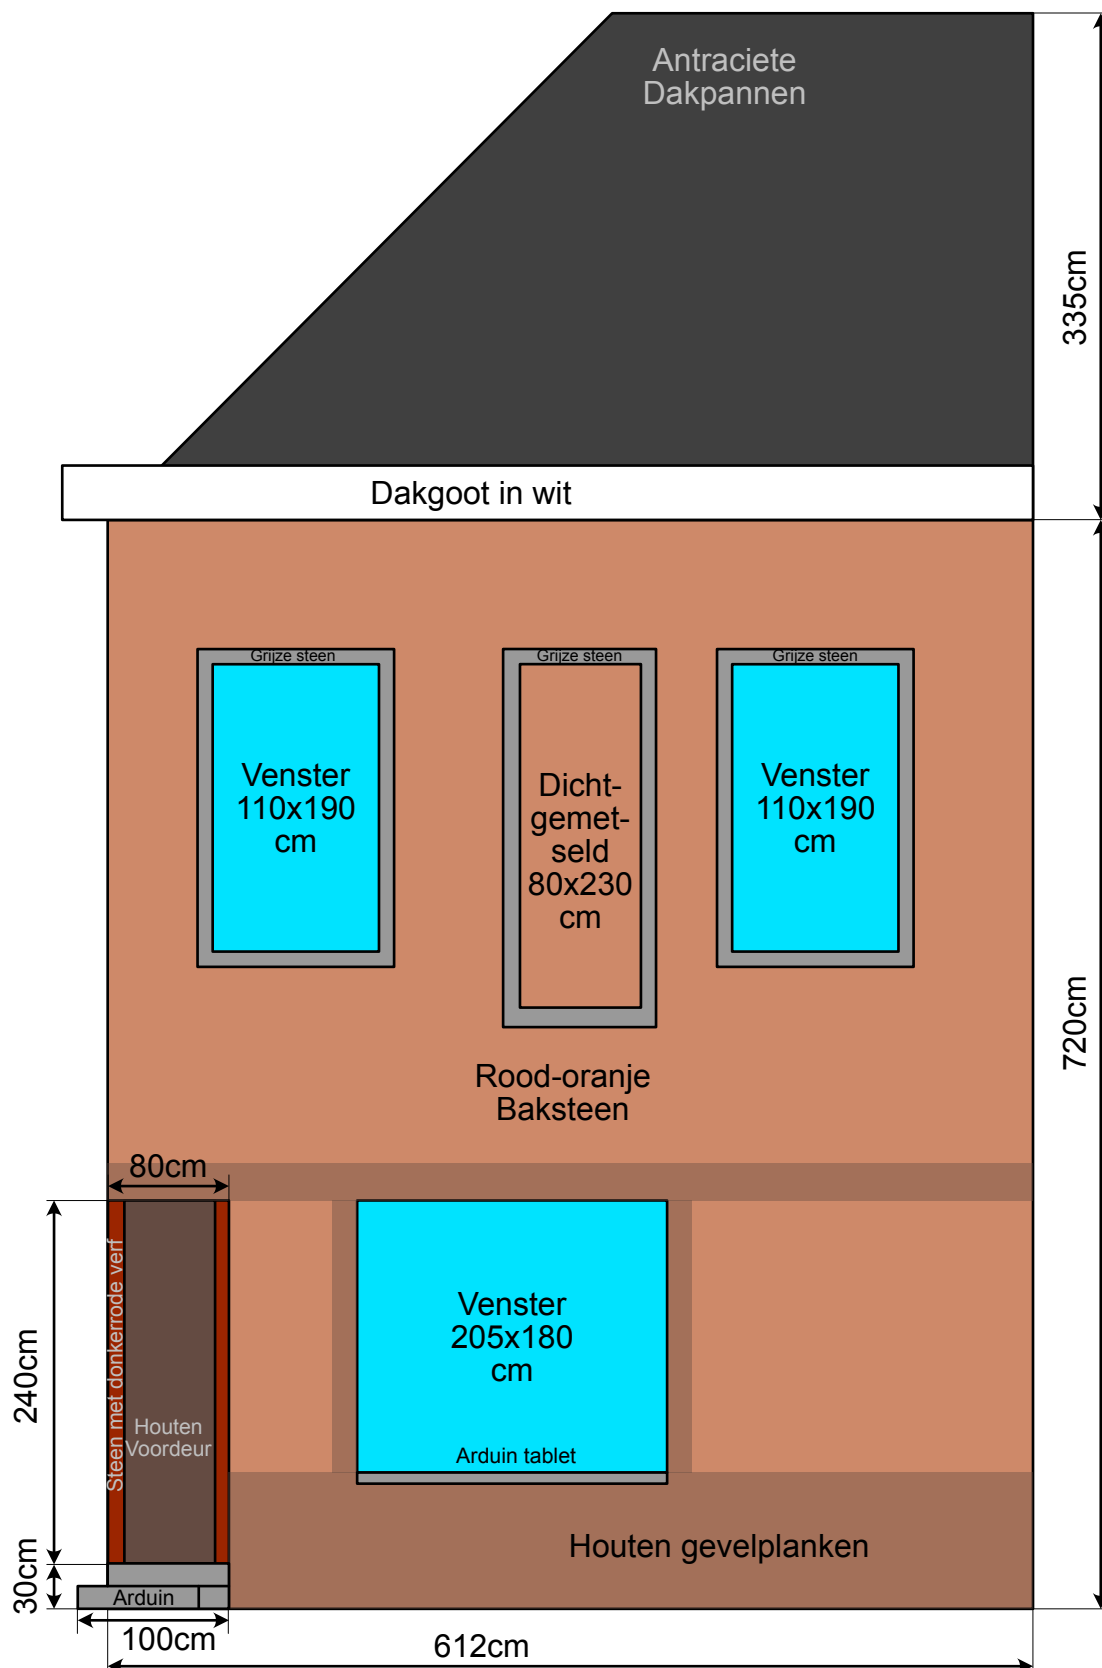 Antraciete
Dakpannen
335cm
Dakgoot in wit
Grijze steen
Grijze steen
Grijze steen
Venster
110x190
cm
Dicht-
gemet-
seld
80x230
cm
Venster
110x190
cm
720cm
Rood-oranje
Baksteen
80cm
Steen met donkerrode verf
Houten
Voordeur
240cm
Venster
205x180
cm
Arduin tablet
Houten gevelplanken
30cm
Arduin
100cm
612cm